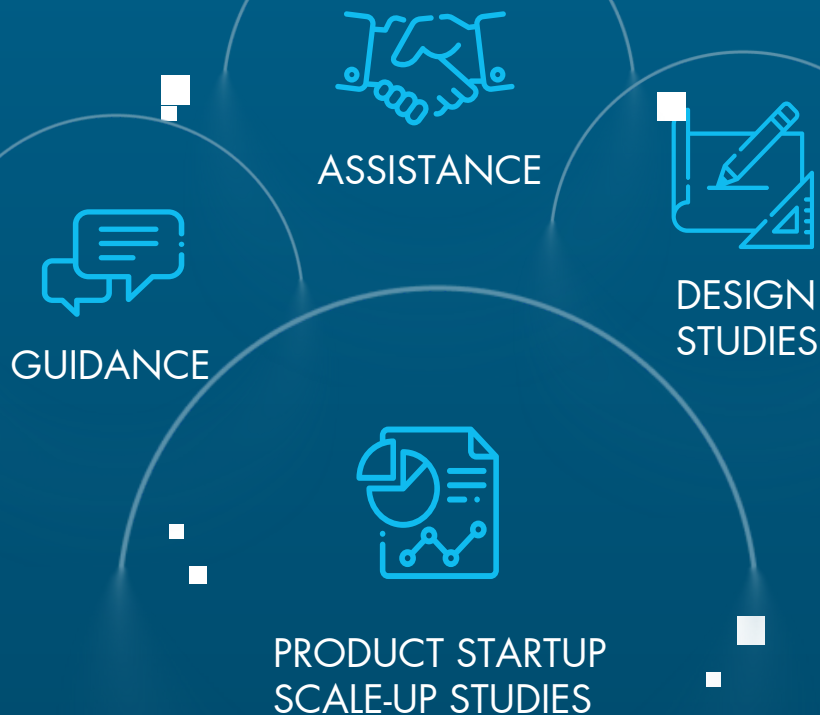 ASSISTANCE
DESIGN
STUDIES
GUIDANCE
PRODUCT STARTUP
SCALE-UP STUDIES